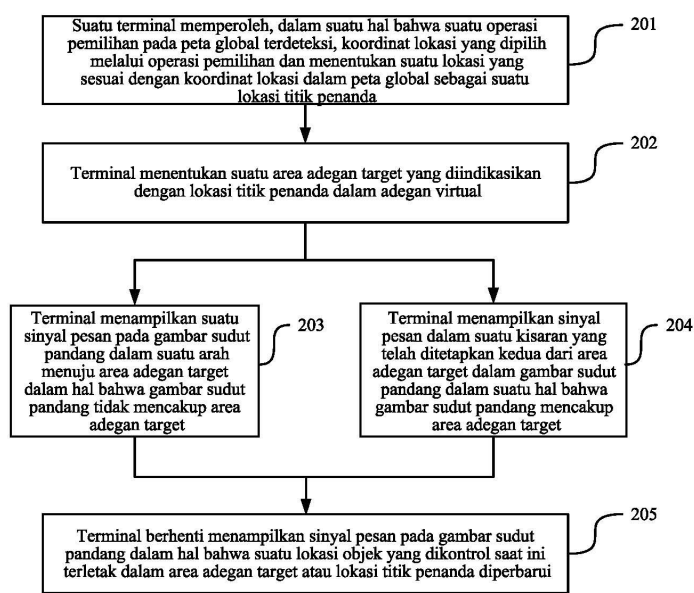 Suatu terminal memperoleh, dalam suatu hal bahwa suatu operasi
pemilihan pada peta global terdeteksi, koordinat lokasi yang dipilih
melalui operasi pemilihan dan menentukan suatu lokasi yang
sesuai dengan koordinat lokasi dalam peta global sebagai suatu
lokasi titik penanda
201
Terminal menentukan suatu area adegan target yang diindikasikan
dengan lokasi titik penanda dalam adegan virtual
202
Terminal menampilkan suatu
sinyal pesan pada gambar sudut
pandang dalam suatu arah
menuju area adegan target
dalam hal bahwa gambar sudut
pandang tidak mencakup area
adegan target
203
Terminal menampilkan sinyal
pesan dalam suatu kisaran yang
telah ditetapkan kedua dari area
adegan target dalam gambar sudut
pandang dalam suatu hal bahwa
gambar sudut pandang mencakup
area adegan target
204
Terminal berhenti menampilkan sinyal pesan pada gambar sudut
pandang dalam hal bahwa suatu lokasi objek yang dikontrol saat ini
terletak dalam area adegan target atau lokasi titik penanda diperbarui
205